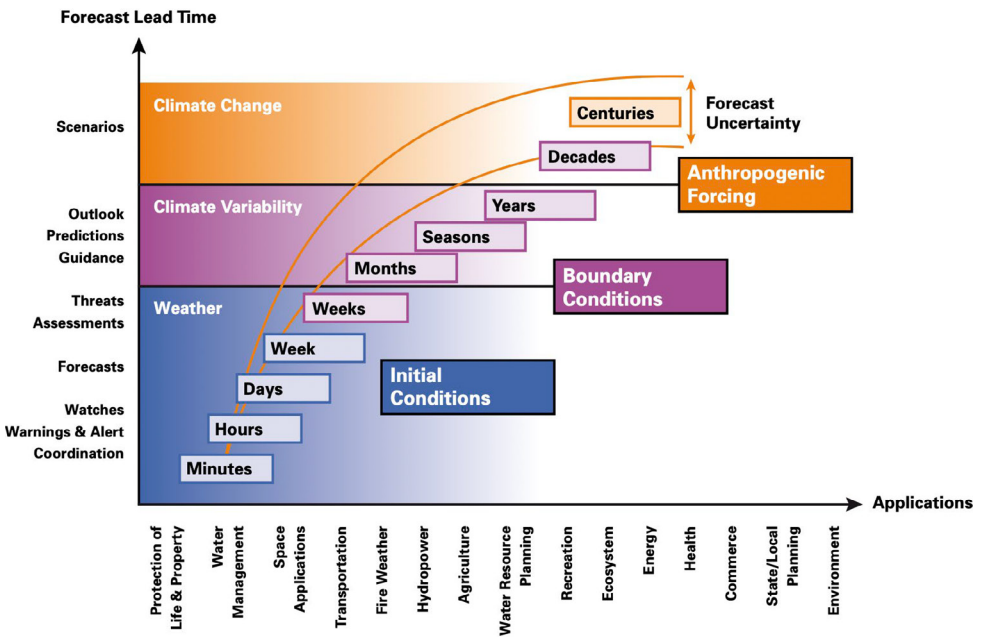 Forecast Lead Time
Climate Change
Centuries
Forecast
Uncertainty
Scenarios
Decades
Anthropogenic
Forcing
Climate Variability
Years
Outlook
Predictions
Guidance
Seasons
Months
Boundary
Conditions
Threats
Assessments
Weather
Weeks
Week
Forecasts
Initial
Conditions
Days
Watches
Warnings & Alert
Coordination
Hours
Minutes
Applications
Protection of
Life & Property
Water
Management
Space
Applications
Transportation
Fire Weather
Hydropower
Agriculture
Water Resource
Planning
Recreation
Ecosystem
Energy
Health
Commerce
State/Local
Planning
Environment